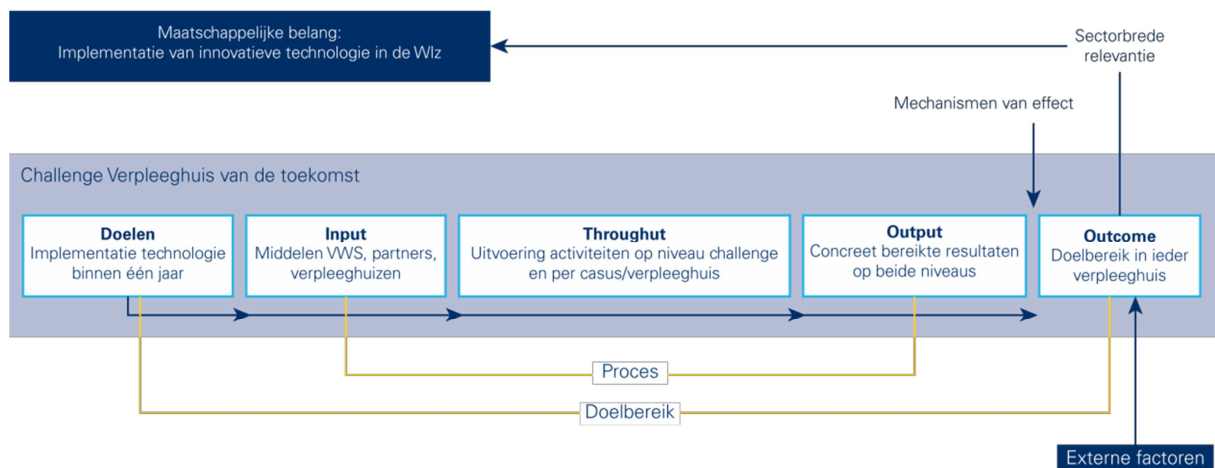 Maatschappelijke belang:
Implementatie van innovatieve technologie in de Wlz
Sectorbrede
relevantie
Mechanismen van effect
Challenge Verpleeghuis van de toekomst
Doelen
Implementatie technologie
binnen één jaar
Input
Middelen VWS, partners,
verpleeghuizen
Throughut
Uitvoering activiteiten op niveau challenge
en per casus/verpleeghuis
Output
Concreet bereikte resultaten
op beide niveaus
Outcome
Doelbereik in ieder
verpleeghuis
Proces
Doelbereik
Externe factoren